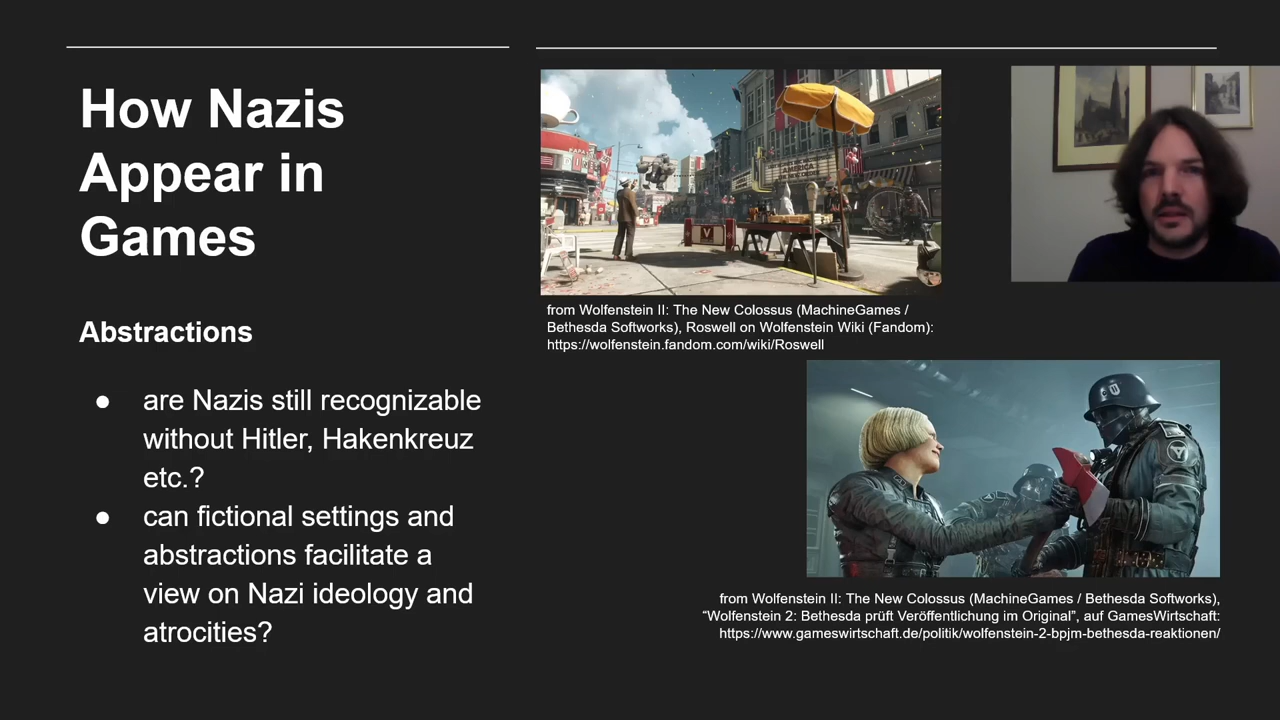 How Nazis
Appear in
Games
Abstractions
● are Nazis still recognizable
without Hitler, Hakenkreuz
etc.?
● can fictional settings and
abstractions facilitate a
view on Nazi ideology and
atrocities?
from Wolfenstein II: The New Colossus (MachineGames /
Bethesda Softworks), Roswell on Wolfenstein Wiki (Fandom):
https://wolfenstein.fandom.com/wiki/Roswell
from Wolfenstein II: The New Colossus (MachineGames / Bethesda Softworks),
“Wolfenstein 2: Bethesda prüft Veröffentlichung im Original”, auf GamesWirtschaft:
https://www.gameswirtschaft.de/politik/wolfenstein-2-bpjm-bethesda-reaktionen/